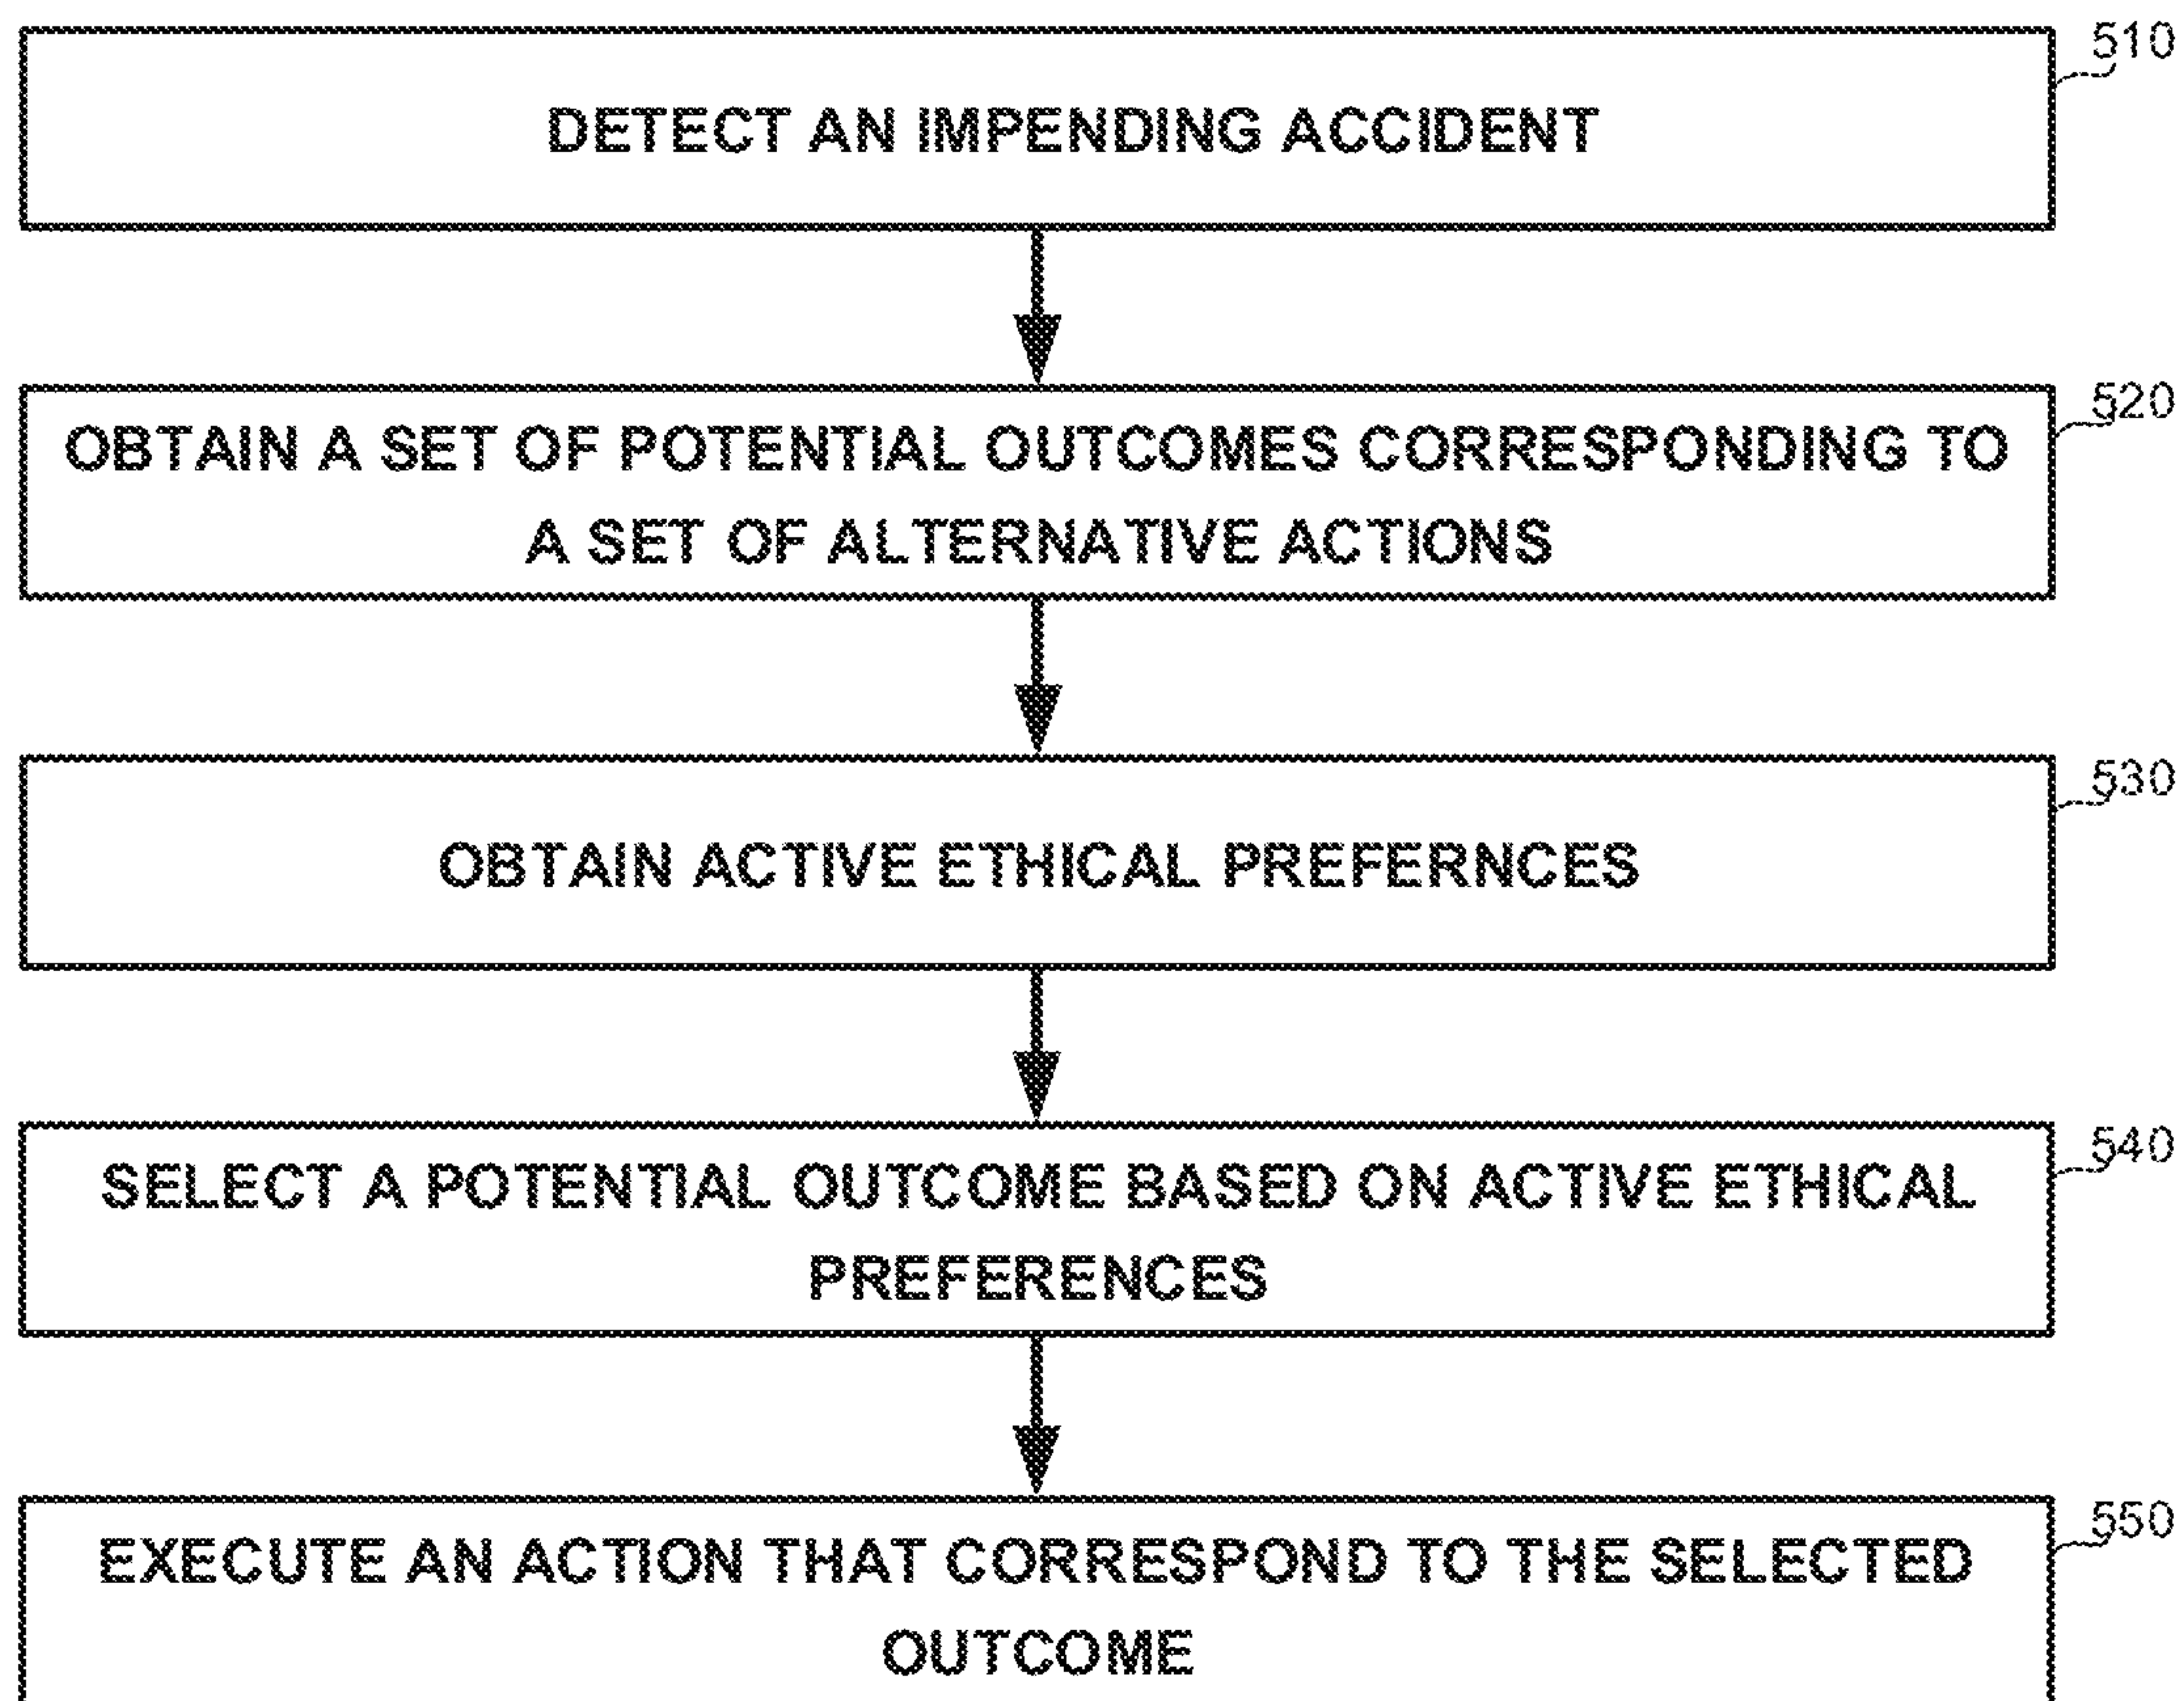 510
DETECT AN IMPENDING ACCIDENT
520
OBTAIN A SET OF POTENTIAL OUTCOMES CORRESPONDING TO
A SET OF ALTERNATIVE ACTIONS
530
OBTAIN ACTIVE ETHICAL PREFERNCES
540
SELECT A POTENTIAL OUTCOME BASED ON ACTIVE ETHICAL
PREFERENCES
550
EXECUTE AN ACTION THAT CORRESPOND TO THE SELECTED
OUTCOME